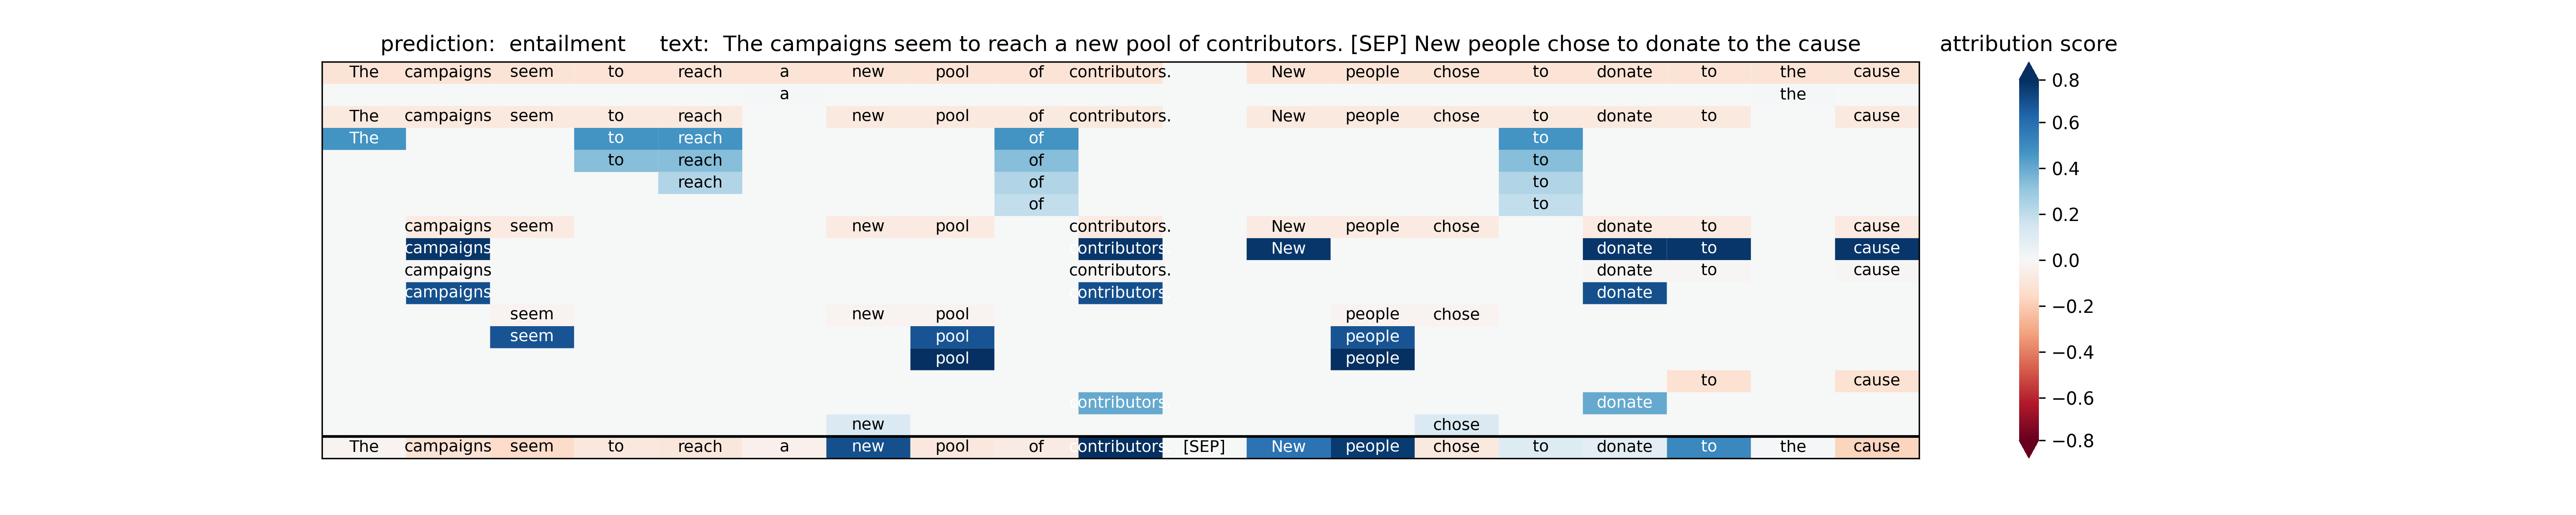 prediction: entailment text: The campaigns seem to reach a new pool of contributors. [SEP] New people chose to donate to the cause
attribution score
The campaigns seem to reach a new pool of contributors. New people chose to donate to the cause
a the
The campaigns seem to reach new pool of contributors. New people chose to donate to cause
The to reach of to
to reach of to
reach of to
of to
campaigns seem new pool contributors. New people chose donate to cause
campaigns contributors. New donate to cause
campaigns contributors. donate to cause
campaigns contributors. donate
seem new pool people chose
seem pool people
pool people
to cause
contributors. donate
new chose
The campaigns seem to reach a new pool of contributors. [SEP] New people chose to donate to the cause
0.8
0.6
0.4
0.2
0.0
−0.2
−0.4
−0.6
−0.8